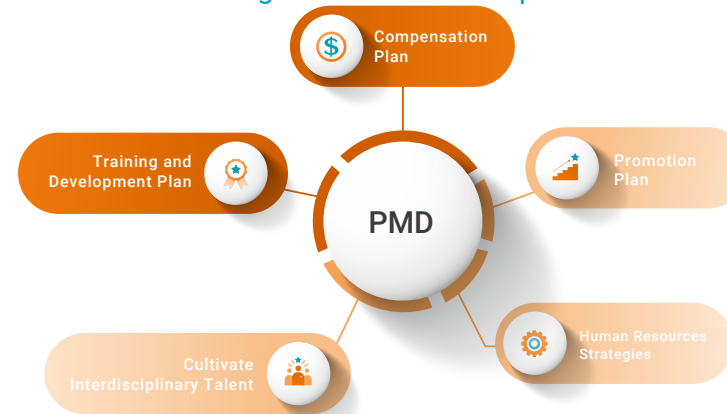 Compensation
Plan
Training and
Development Plan
Promotion
Plan
PMD
Human Resources
Strategies
Cultivate
Interdisciplinary Talent